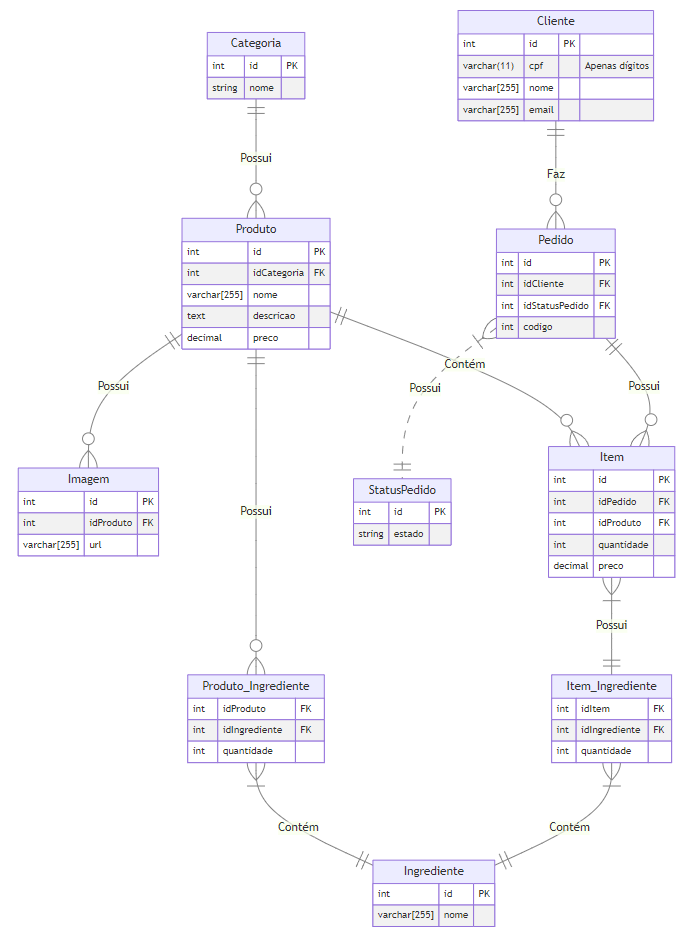 Categoria
int id PK
string nome
Cliente
int id PK
varchar(11) cpf Apenas dígitos
varchar[255] nome
varchar[255] email
Possui
Faz
Produto
int id PK
int idCategoria FK
varchar[255] nome
text descricao
decimal preco
Pedido
int id PK
int idCliente FK
int idStatusPedido FK
int codigo
Contém
Possui
Possui
Possui
Imagem
int id PK
int idProduto FK
varchar[255] url
StatusPedido
int id PK
string estado
Item
int id PK
int idPedido FK
int idProduto FK
int quantidade
decimal preco
Possui
Possui
Produto_Ingrediente
int idProduto FK
int idIngrediente FK
int quantidade
Item_Ingrediente
int idItem FK
int idIngrediente FK
int quantidade
Contém
Contém
Ingrediente
int id PK
varchar[255] nome